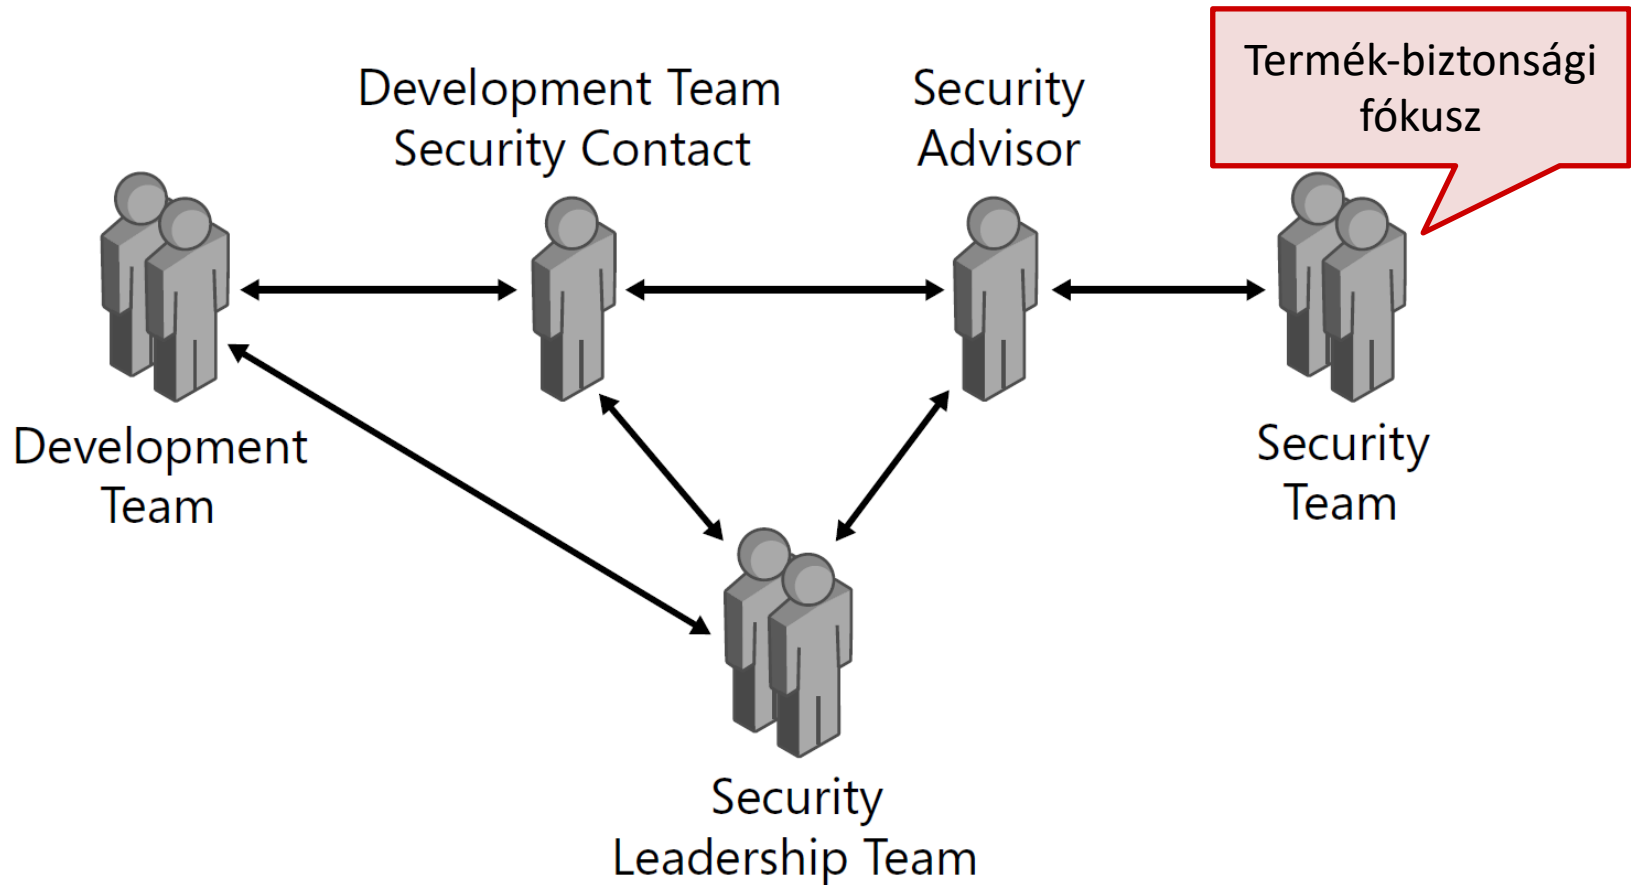 Development Team
Security Contact
Security
Advisor
Termék-biztonsági
fókusz
Development
Team
Security
Team
Security
Leadership Team